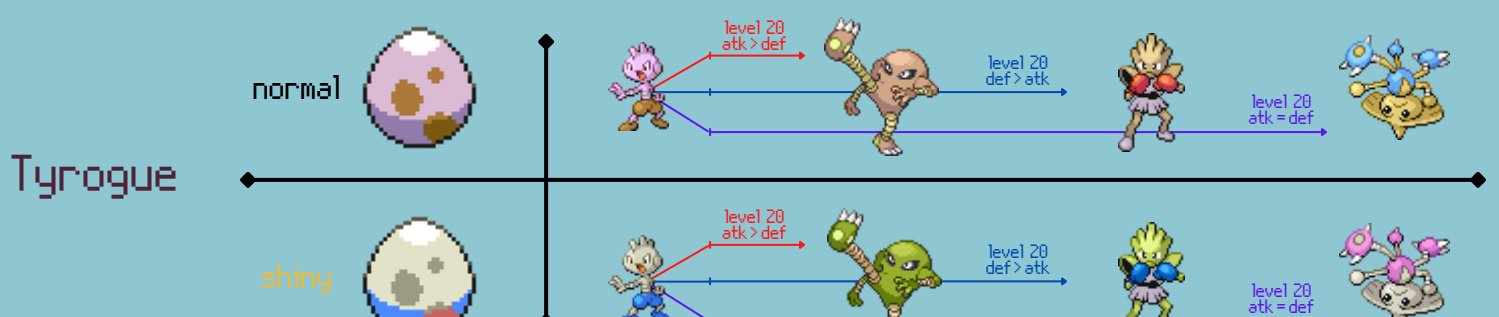 level 20
atk > def
level 20
def > atk
normal
level 20
atk = def
Tyrogue
level 20
atk > def
level 20
def > atk
shiny
level 20
atk = def